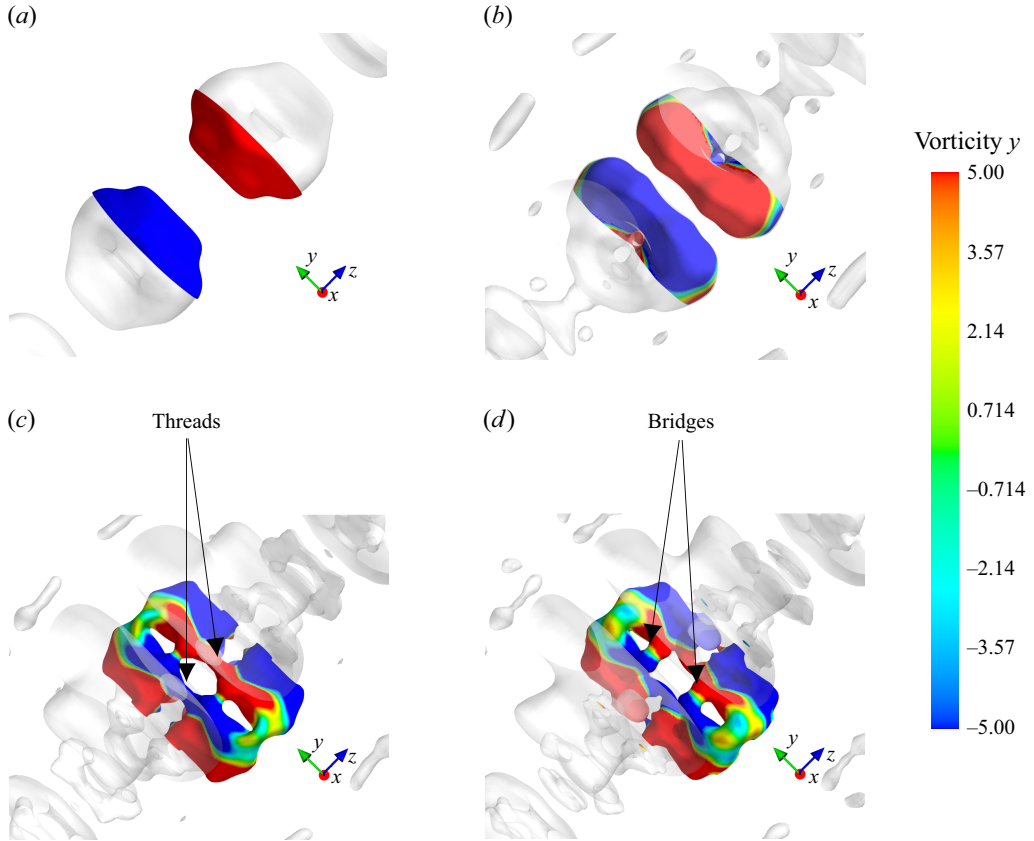 (a)
(b)
y
z
x
y
z
x
Vorticity y
5.00
3.57
2.14
0.714
–0.714
–2.14
–3.57
–5.00
(c)
Threads
(d)
Bridges
y
z
x
y
z
x